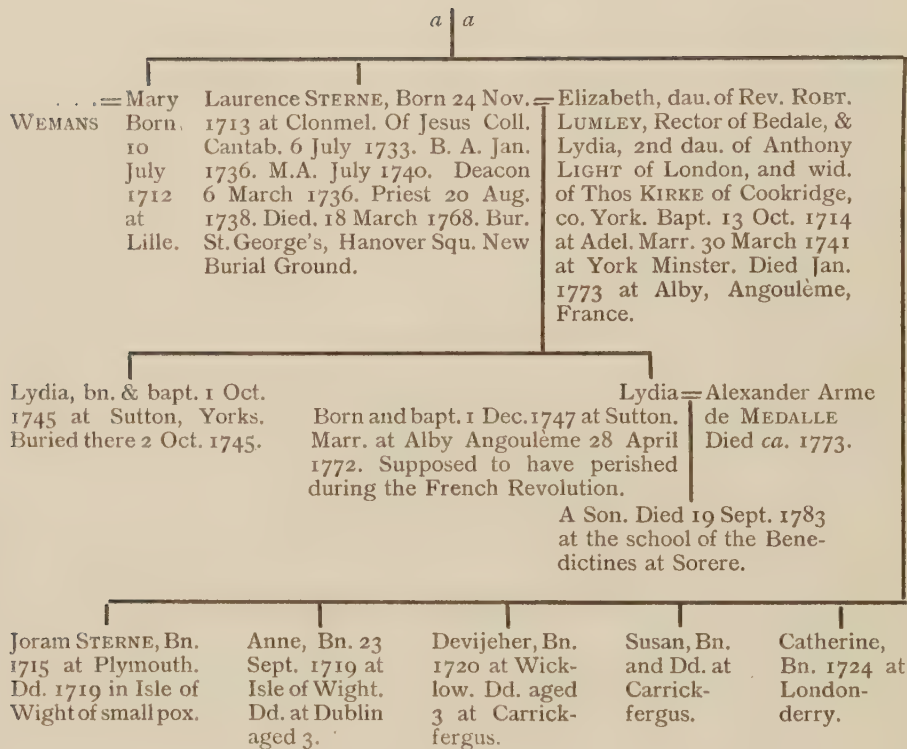 a a
. . .=Mary
WEMANS Born
10
July
1712
at
Lille.
Laurence STERNE, Born 24 Nov.=
1713 at Clonmel. Of Jesus Coll.
Cantab. 6 July 1733. B. A. Jan.
1736. M.A. July 1740. Deacon
6 March 1736. Priest 20 Aug.
1738. Died. 18 March 1768. Bur.
St. George's, Hanover Squ. New
Burial Ground.
Elizabeth, dau. of Rev. ROBT.
LUMLEY, Rector of Bedale, &
Lydia, 2nd dau. of Anthony
LIGHT of London, and wid.
of Thos KIRKE of Cookridge,
co. York. Bapt. 13 Oct. 1714
at Adel. Marr. 30 March 1741
at York Minster. Died Jan.
1773 at Alby, Angoulème,
France.
Lydia, bn. & bapt. 1 Oct.
1745 at Sutton, Yorks.
Buried there 2 Oct. 1745.
Lydia=
Born and bapt. 1 Dec. 1747 at Sutton.
Marr. at Alby Angoulème 28 April
1772. Supposed to have perished
during the French Revolution.
Alexander Arme
de MEDALLE
Died ca. 1773.
A Son. Died 19 Sept. 1783
at the school of the Bene-
dictines at Sorere.
Joram STERNE, Bn.
1715 at Plymouth.
Dd. 1719 in Isle of
Wight of small pox.
Anne, Bn. 23
Sept. 1719 at
Isle of Wight.
Dd. at Dublin
aged 3.
Devijeher, Bn.
1720 at Wick-
low. Dd. aged
3 at Carrick-
fergus.
Susan, Bn.
and Dd. at
Carrick-
fergus.
Catherine,
Bn. 1724 at
London-
derry.